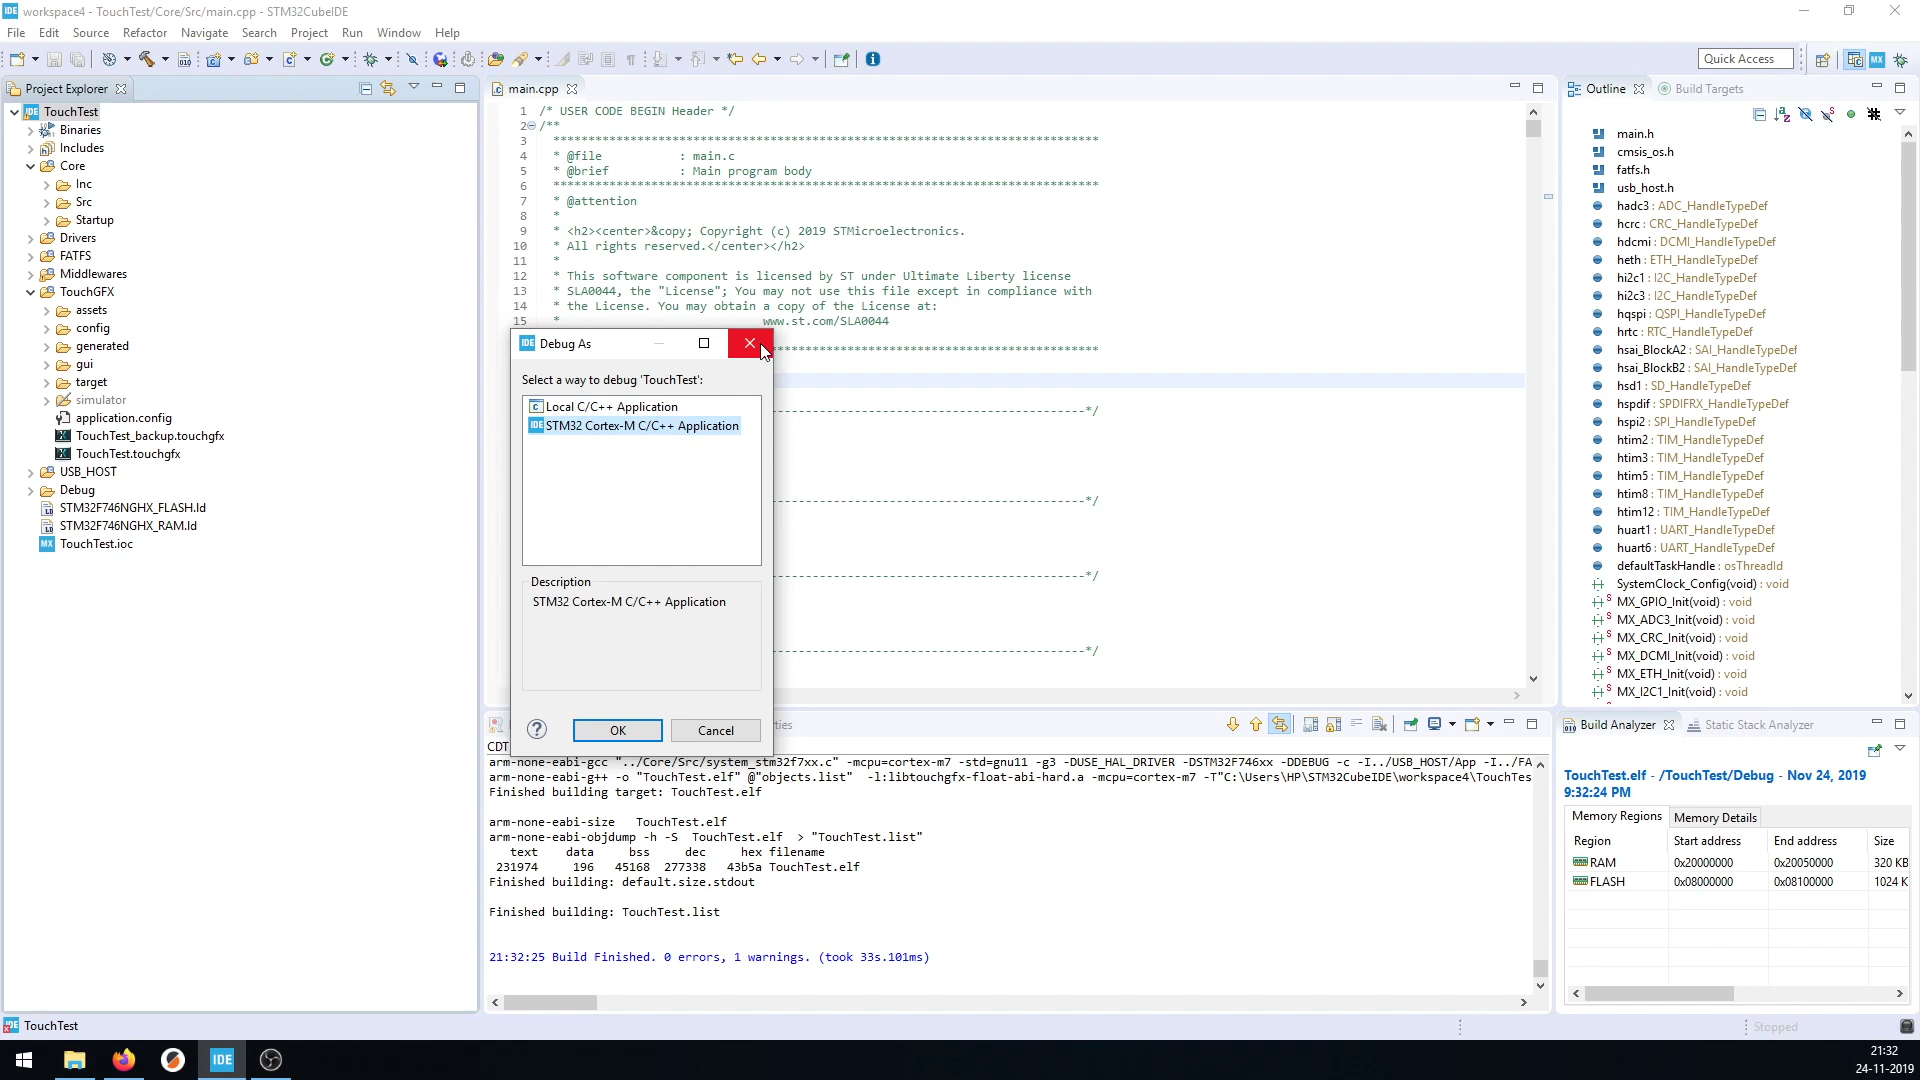 IDE workspace4 - TouchTest/Core/Src/main.cpp - STM32CubeIDE
File Edit Source Refactor Navigate Search Project Run Window Help
Quick Access
MX
Project Explorer
TouchTest
Binaries
Includes
Core
Inc
Src
Startup
Drivers
FATFS
Middlewares
TouchGFX
assets
config
generated
gui
target
simulator
application.config
TouchTest_backup.touchgfx
TouchTest.touchgfx
USB_HOST
Debug
STM32F746NGHX_FLASH.ld
STM32F746NGHX_RAM.ld
MX TouchTest.ioc
main.cpp
1 /* USER CODE BEGIN Header */
2 /**
3 ******************************************************************************
4 * @file : main.c
5 * @brief : Main program body
6 ******************************************************************************
7 * @attention
8 *
9 * <h2><center>&copy; Copyright (c) 2019 STMicroelectronics.
10 * All rights reserved.</center></h2>
11 *
12 * This software component is licensed by ST under Ultimate Liberty license
13 * SLA0044, the "License"; You may not use this file except in compliance with
14 * the License. You may obtain a copy of the License at:
15 * www.st.com/SLA0044
IDE Debug As
Select a way to debug 'TouchTest':
Local C/C++ Application
IDE STM32 Cortex-M C/C++ Application
Description
STM32 Cortex-M C/C++ Application
OK Cancel
ties
CDT
arm-none-eabi-gcc "../Core/Src/system_stm32f7xx.c" -mcpu=cortex-m7 -std=gnu11 -g3 -DUSE_HAL_DRIVER -DSTM32F746xx -DDEBUG -c -I../USB_HOST/App -I../FA
arm-none-eabi-g++ -o "TouchTest.elf" @"objects.list" -l:libtouchgfx-float-abi-hard.a -mcpu=cortex-m7 -T"C:\Users\HP\STM32CubeIDE\workspace4\TouchTes
Finished building target: TouchTest.elf
arm-none-eabi-size TouchTest.elf
arm-none-eabi-objdump -h -S TouchTest.elf > "TouchTest.list"
text data bss dec hex filename
231974 196 45168 277338 43b5a TouchTest.elf
Finished building: default.size.stdout
Finished building: TouchTest.list
21:32:25 Build Finished. 0 errors, 1 warnings. (took 33s.101ms)
Outline Build Targets
main.h
cmsis_os.h
fatfs.h
usb_host.h
hadc3 : ADC_HandleTypeDef
hcrc : CRC_HandleTypeDef
hdcmi : DCMI_HandleTypeDef
heth : ETH_HandleTypeDef
hi2c1 : I2C_HandleTypeDef
hi2c3 : I2C_HandleTypeDef
hqspi : QSPI_HandleTypeDef
hrtc : RTC_HandleTypeDef
hsai_BlockA2 : SAI_HandleTypeDef
hsai_BlockB2 : SAI_HandleTypeDef
hsd1 : SD_HandleTypeDef
hspdif : SPDIFRX_HandleTypeDef
hspi2 : SPI_HandleTypeDef
htim2 : TIM_HandleTypeDef
htim3 : TIM_HandleTypeDef
htim5 : TIM_HandleTypeDef
htim8 : TIM_HandleTypeDef
htim12 : TIM_HandleTypeDef
huart1 : UART_HandleTypeDef
huart6 : UART_HandleTypeDef
defaultTaskHandle : osThreadId
SystemClock_Config(void) : void
MX_GPIO_Init(void) : void
MX_ADC3_Init(void) : void
MX_CRC_Init(void) : void
MX_DCMI_Init(void) : void
MX_ETH_Init(void) : void
MX_I2C1_Init(void) : void
Build Analyzer Static Stack Analyzer
TouchTest.elf - /TouchTest/Debug - Nov 24, 2019
9:32:24 PM
Memory Regions Memory Details
Region Start address End address Size
RAM 0x20000000 0x20050000 320 KB
FLASH 0x08000000 0x08100000 1024 K
TouchTest
Stopped
IDE
21:32
24-11-2019